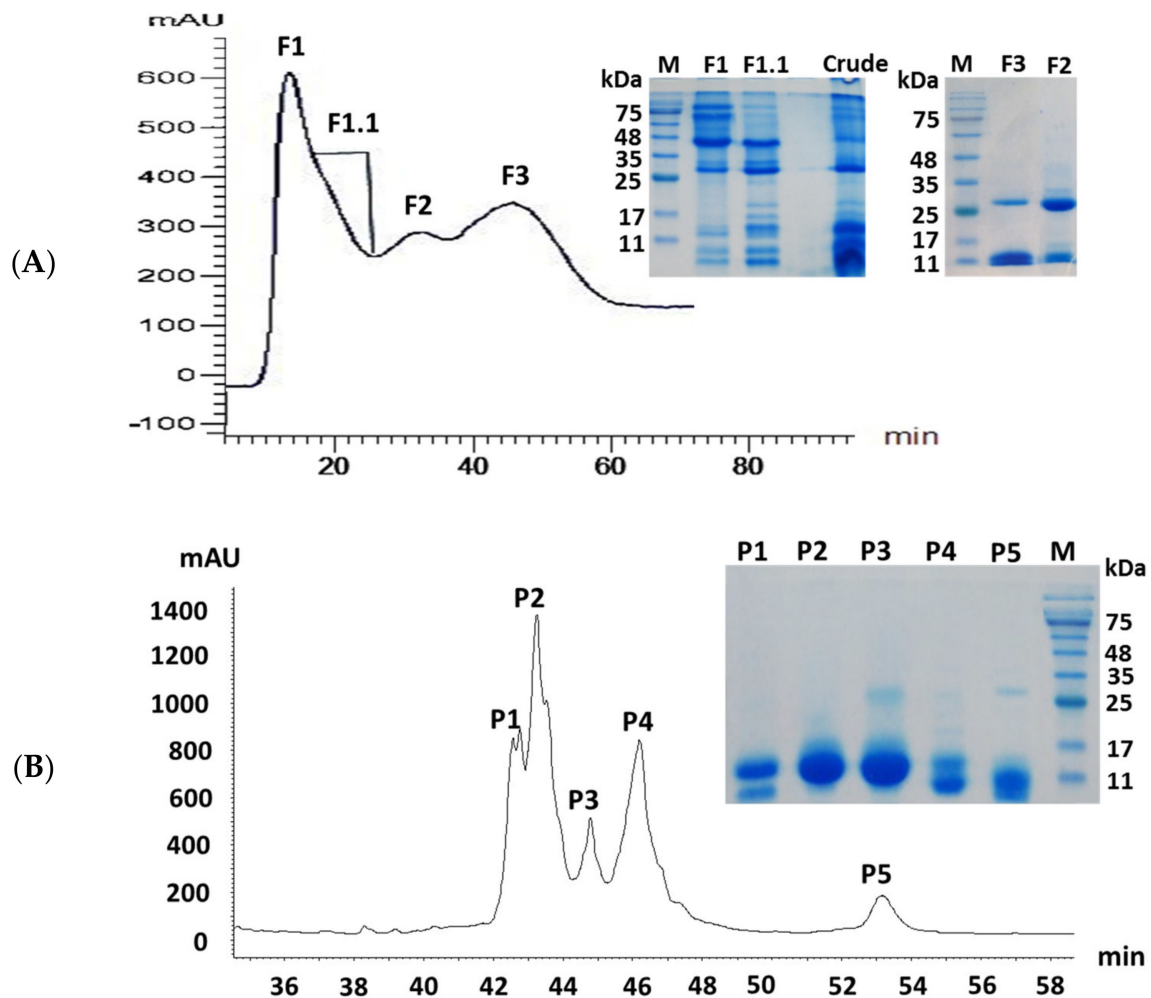 (A)
mAU
600
500
400
300
200
100
0
-100
20 40 60 80
min
F1
F1.1
F2
F3
kDa M F1 F1.1 Crude
75
48
35
25
17
11
kDa M F3 F2
75
48
35
25
17
11
(B)
mAU
1400
1200
1000
800
600
400
200
0
36 38 40 42 44 46 48 50 52 54 56 58
min
P1
P2
P3
P4
P5
P1 P2 P3 P4 P5 M kDa
75
48
35
25
17
11